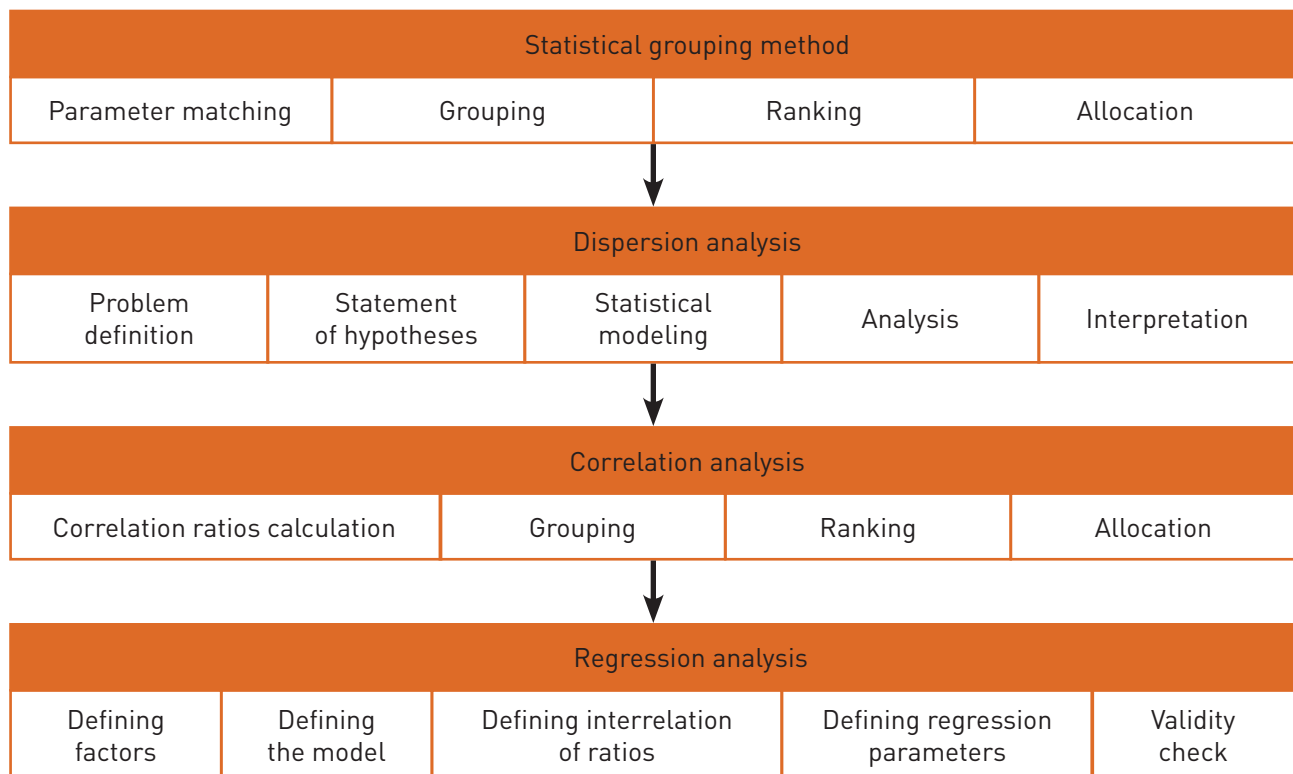 Statistical grouping method
Parameter matching
Grouping
Ranking
Allocation
Dispersion analysis
Problem
definition
Statement
of hypotheses
Statistical
modeling
Analysis
Interpretation
Correlation analysis
Correlation ratios calculation
Grouping
Ranking
Allocation
Regression analysis
Defining
factors
Defining
the model
Defining interrelation
of ratios
Defining regression
parameters
Validity
check